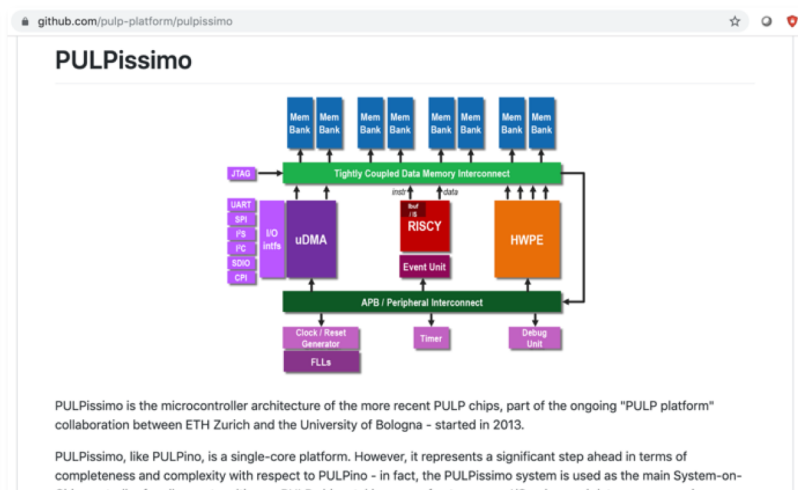 github.com/pulp-platform/pulpissimo
PULPissimo
Mem Bank Mem Bank Mem Bank Mem Bank Mem Bank Mem Bank Mem Bank Mem Bank
JTAG
Tightly Coupled Data Memory Interconnect
instr data
UART
SPI
I²S
I²C
SDIO
CPI
I/O intfs
uDMA
Ibuf / I$
RISCY
Event Unit
HWPE
APB / Peripheral Interconnect
Clock / Reset Generator
FLLs
Timer
Debug Unit
PULPissimo is the microcontroller architecture of the more recent PULP chips, part of the ongoing "PULP platform"
collaboration between ETH Zurich and the University of Bologna - started in 2013.
PULPissimo, like PULPino, is a single-core platform. However, it represents a significant step ahead in terms of
completeness and complexity with respect to PULPino - in fact, the PULPissimo system is used as the main System-on-